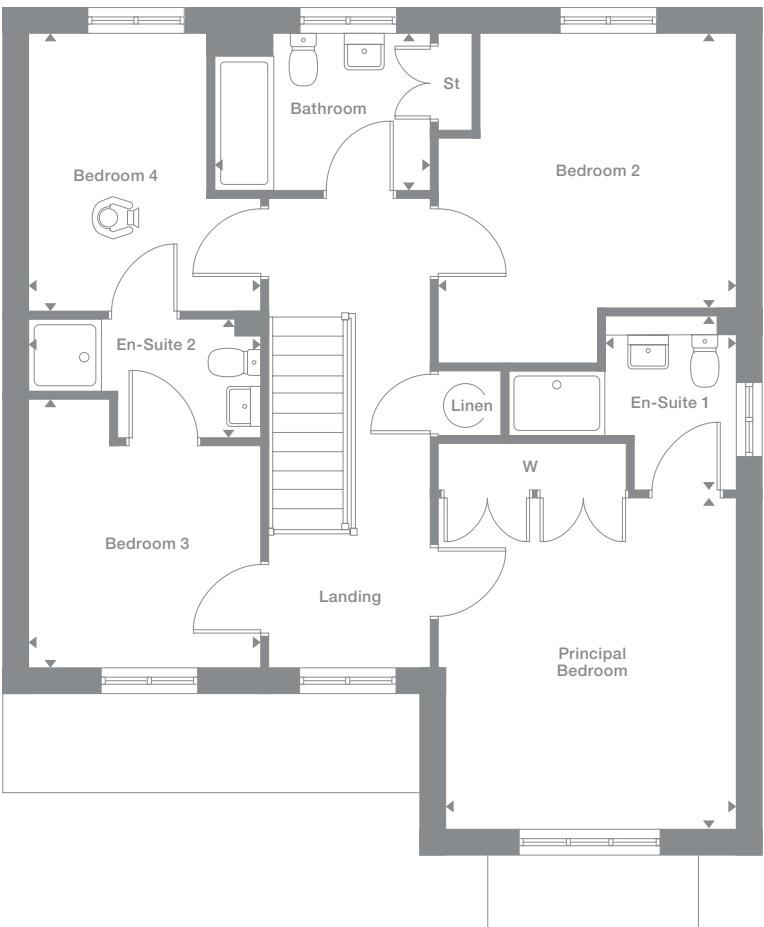 Bathroom
St
Bedroom 4
Bedroom 2
En-Suite 2
Linen
En-Suite 1
W
Bedroom 3
Landing
Principal
Bedroom